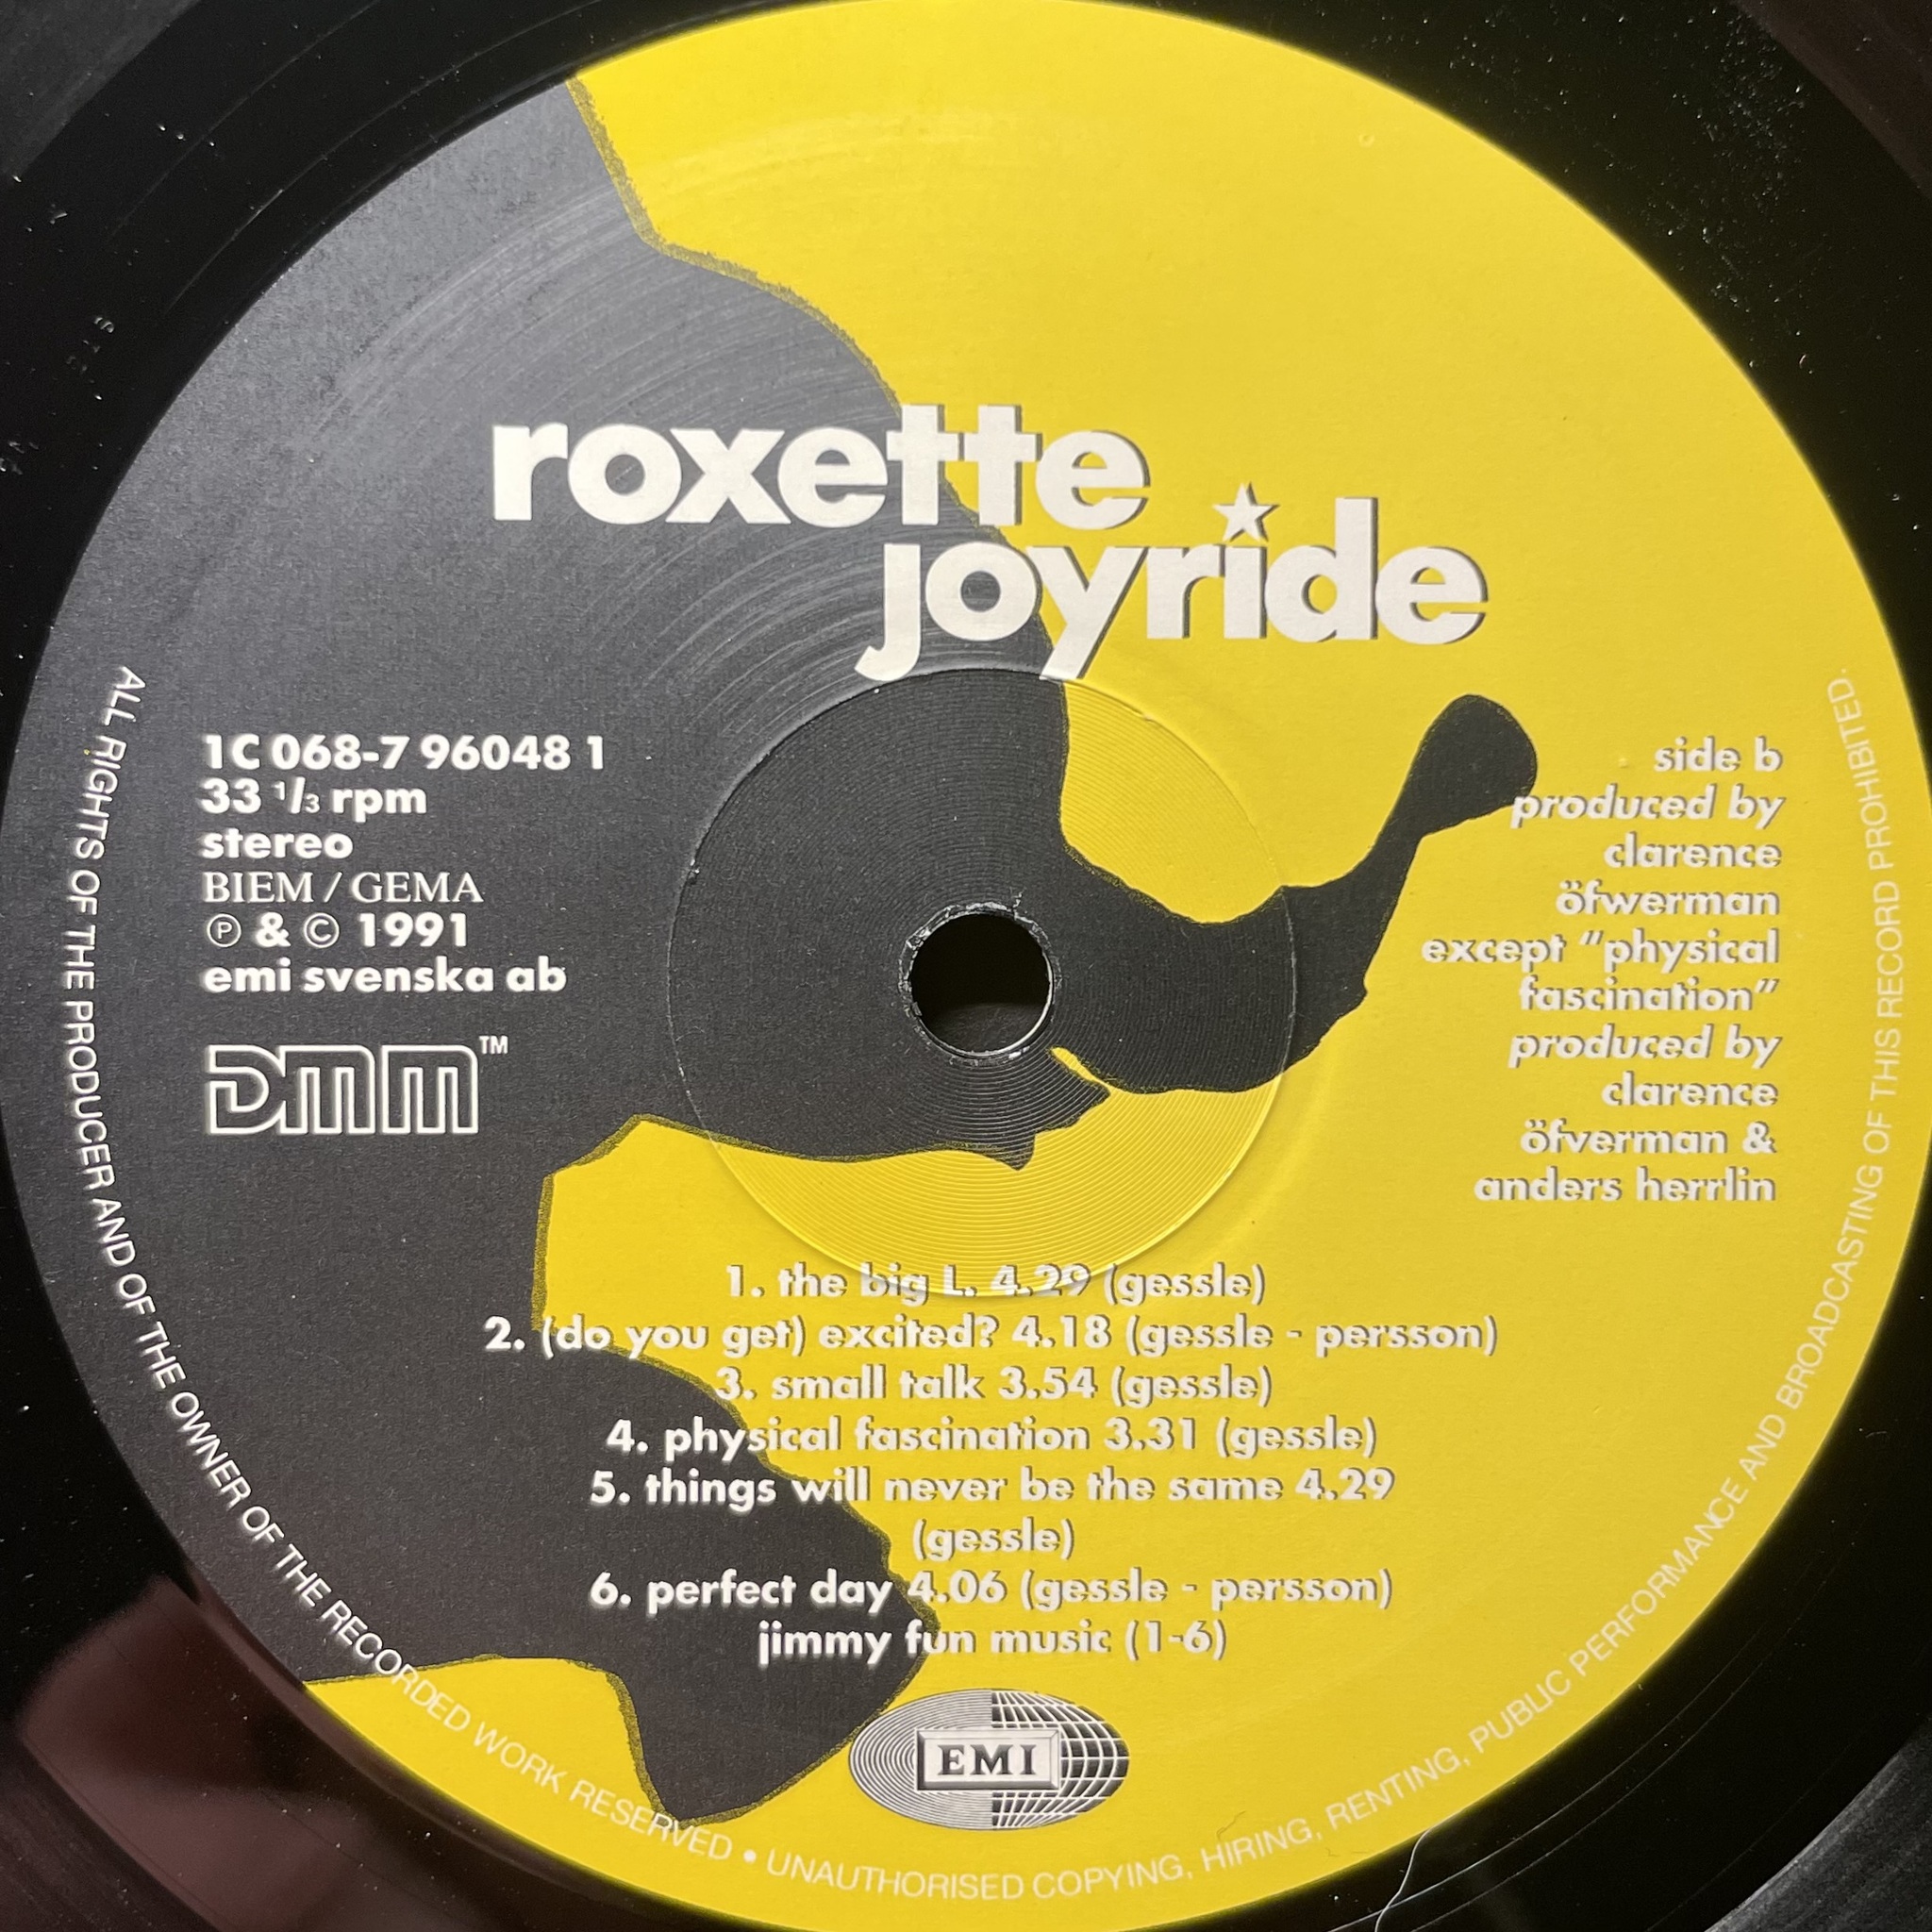 roxette
joyride
1C 068-7 96048 1
33 1/3 rpm
stereo
BIEM / GEMA
℗ & © 1991
emi svenska ab
DMM™
side b
produced by
clarence
öfwerman
except "physical
fascination"
produced by
clarence
öfverman &
anders herrlin
1. the big L. 4.29 (gessle)
2. (do you get) excited? 4.18 (gessle - persson)
3. small talk 3.54 (gessle)
4. physical fascination 3.31 (gessle)
5. things will never be the same 4.29
(gessle)
6. perfect day 4.06 (gessle - persson)
jimmy fun music (1-6)
EMI
ALL RIGHTS OF THE PRODUCER AND OF THE OWNER OF THE RECORDED WORK RESERVED • UNAUTHORISED COPYING, HIRING, RENTING, PUBLIC PERFORMANCE AND BROADCASTING OF THIS RECORD PROHIBITED.